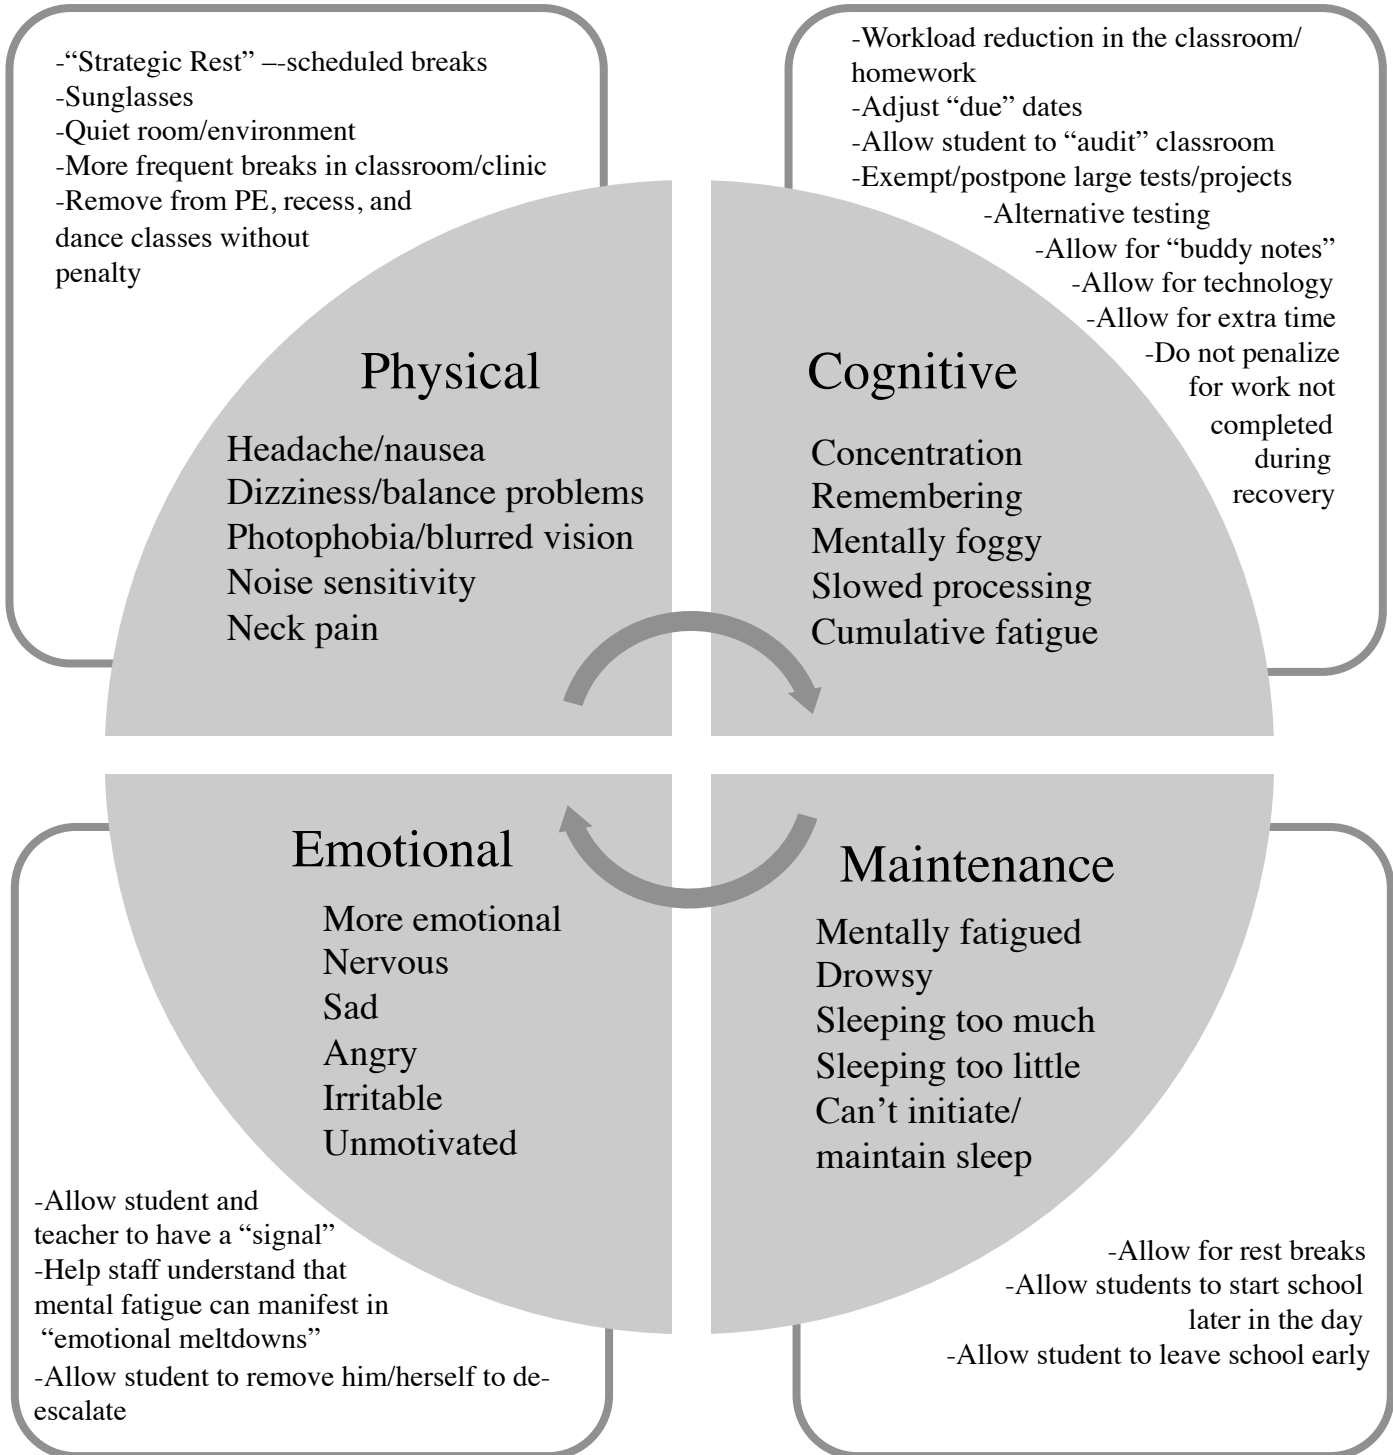 -“Strategic Rest” –-scheduled breaks
-Sunglasses
-Quiet room/environment
-More frequent breaks in classroom/clinic
-Remove from PE, recess, and
dance classes without
penalty
Physical
Headache/nausea
Dizziness/balance problems
Photophobia/blurred vision
Noise sensitivity
Neck pain
-Workload reduction in the classroom/
homework
-Adjust “due” dates
-Allow student to “audit” classroom
-Exempt/postpone large tests/projects
-Alternative testing
-Allow for “buddy notes”
-Allow for technology
-Allow for extra time
-Do not penalize
for work not
completed
during
recovery
Cognitive
Concentration
Remembering
Mentally foggy
Slowed processing
Cumulative fatigue
Emotional
More emotional
Nervous
Sad
Angry
Irritable
Unmotivated
-Allow student and
teacher to have a “signal”
-Help staff understand that
mental fatigue can manifest in
“emotional meltdowns”
-Allow student to remove him/herself to de-
escalate
Maintenance
Mentally fatigued
Drowsy
Sleeping too much
Sleeping too little
Can’t initiate/
maintain sleep
-Allow for rest breaks
-Allow students to start school
later in the day
-Allow student to leave school early